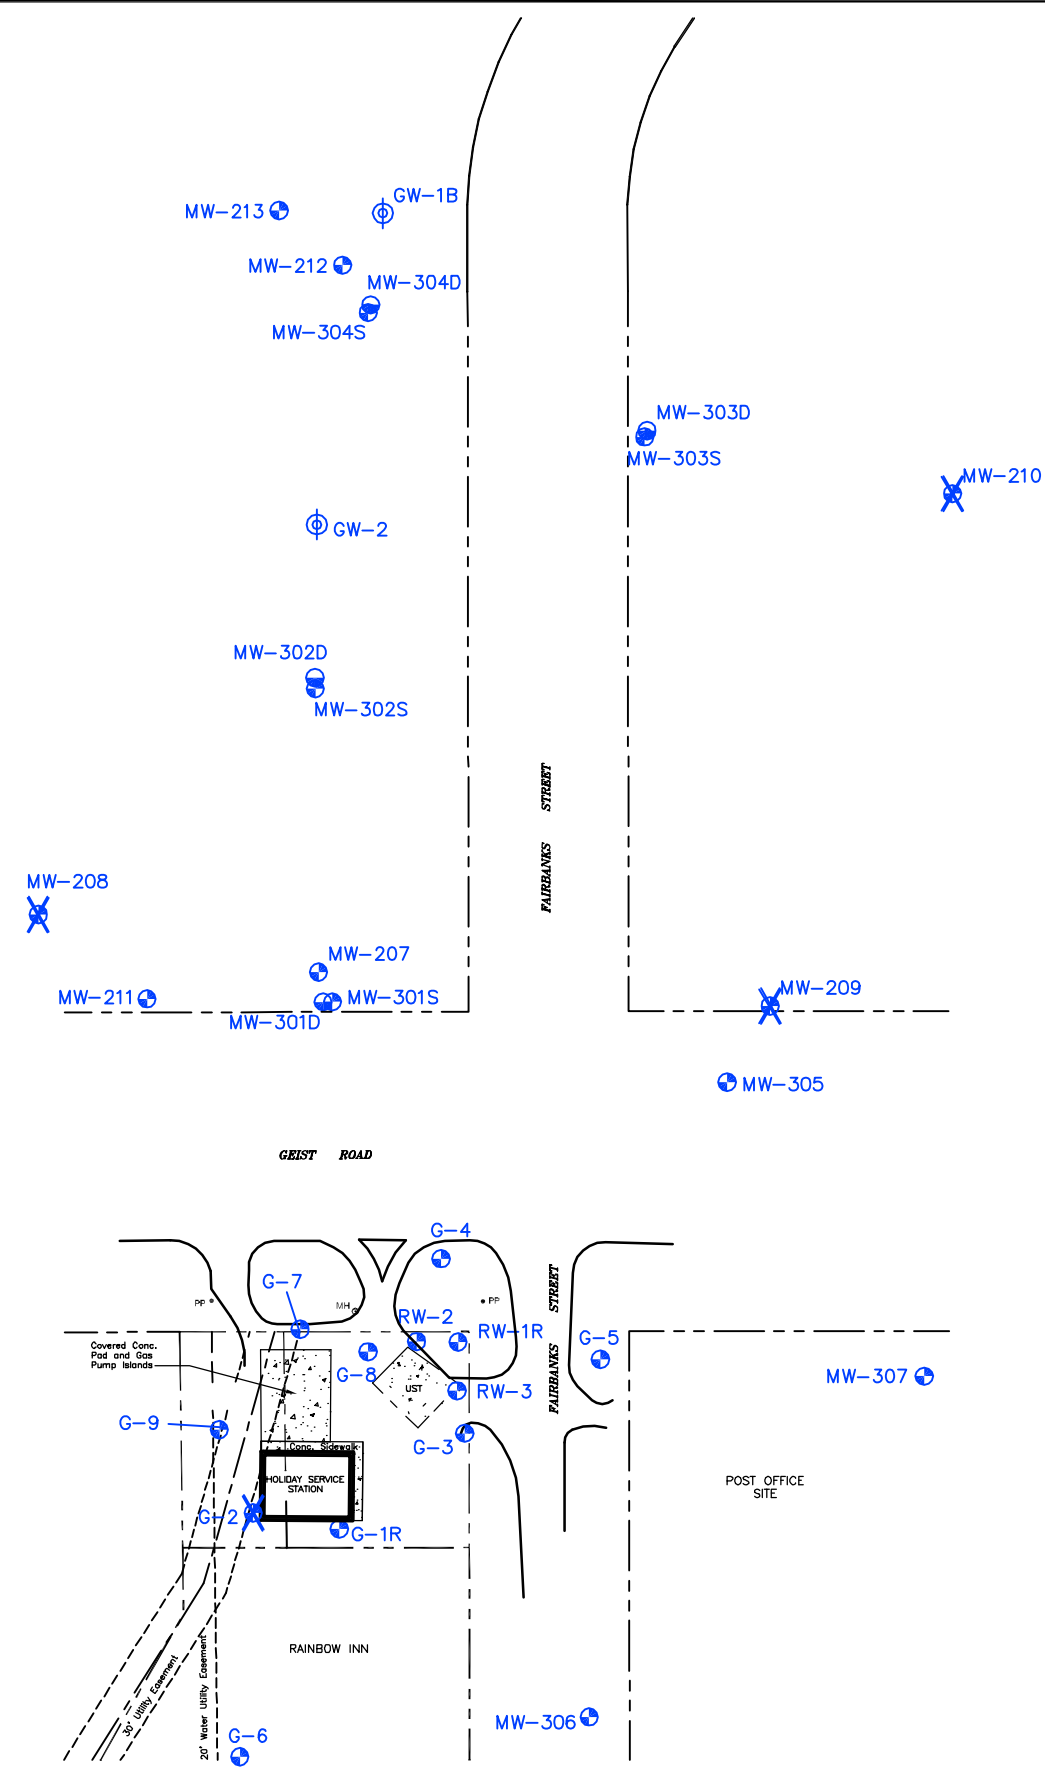 GW-1B
MW-213
MW-212
MW-304D
MW-304S
MW-303D
MW-303S
MW-210
GW-2
MW-302D
MW-302S
FAIRBANKS STREET
MW-208
MW-207
MW-211
MW-301S
MW-209
MW-301D
MW-305
GEIST ROAD
G-4
G-7
PP
MH
PP
FAIRBANKS STREET
RW-2
RW-1R
G-5
Covered Conc.
Pad and Gas
Pump Islands
G-8
UST
RW-3
MW-307
G-9
G-3
Conc. Sidewalk
HOLIDAY SERVICE
STATION
POST OFFICE
SITE
G-2
G-1R
RAINBOW INN
30' Utility Easement
20' Water Utility Easement
MW-306
G-6